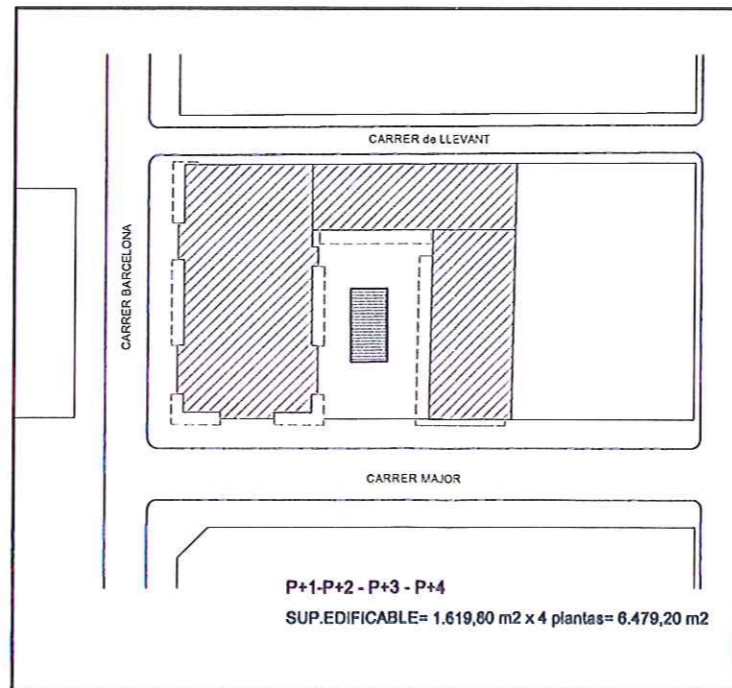 CARRER de LLEVANT
CARRER BARCELONA
CARRER MAJOR
P+1-P+2 - P+3 - P+4
SUP.EDIFICABLE= 1.619,80 m2 x 4 plantas= 6.479,20 m2